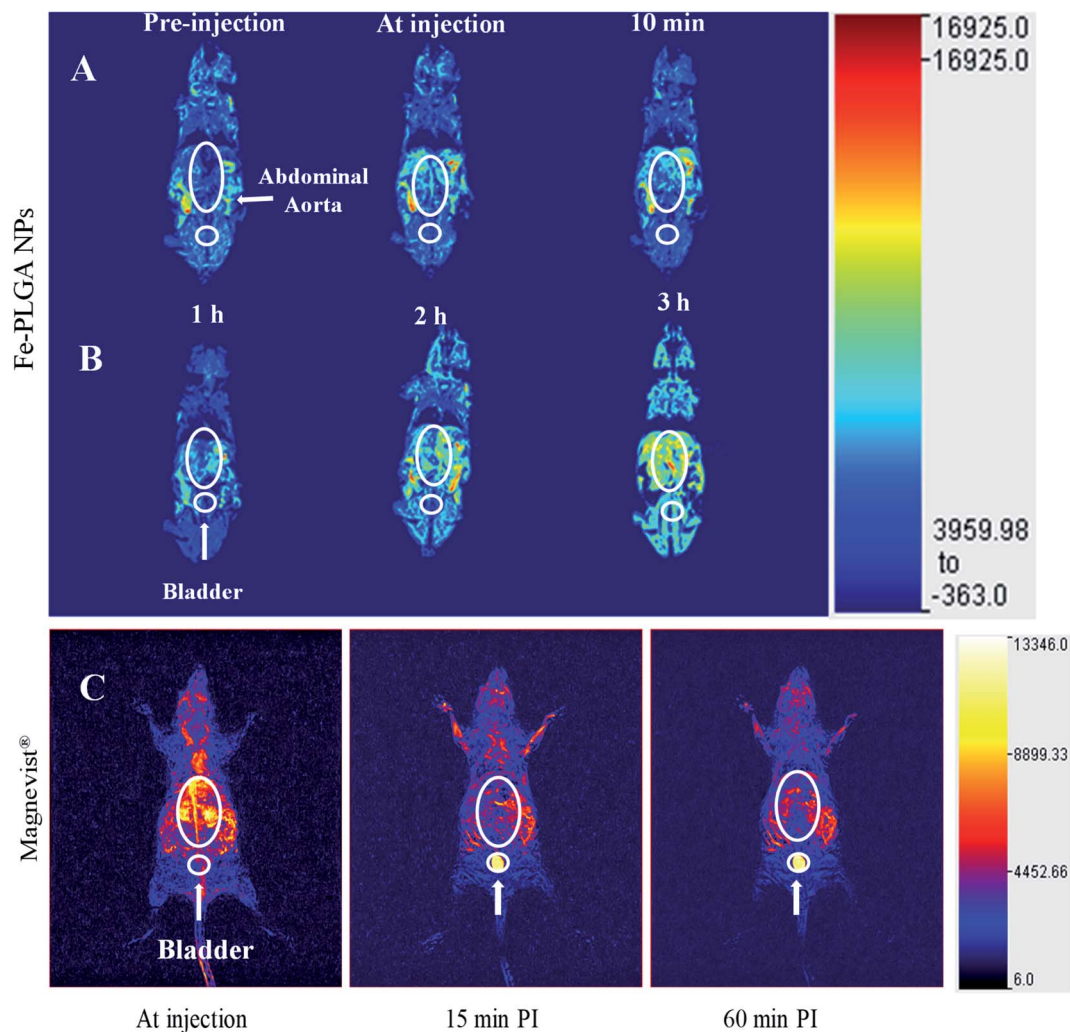 Pre-injection
At injection
10 min
A
Abdominal
Aorta
1 h
2 h
3 h
B
Bladder
Fe-PLGA NPs
16925.0
16925.0
3959.98
to
-363.0
C
Bladder
Magnevist®
13346.0
8899.33
4452.66
6.0
At injection
15 min PI
60 min PI